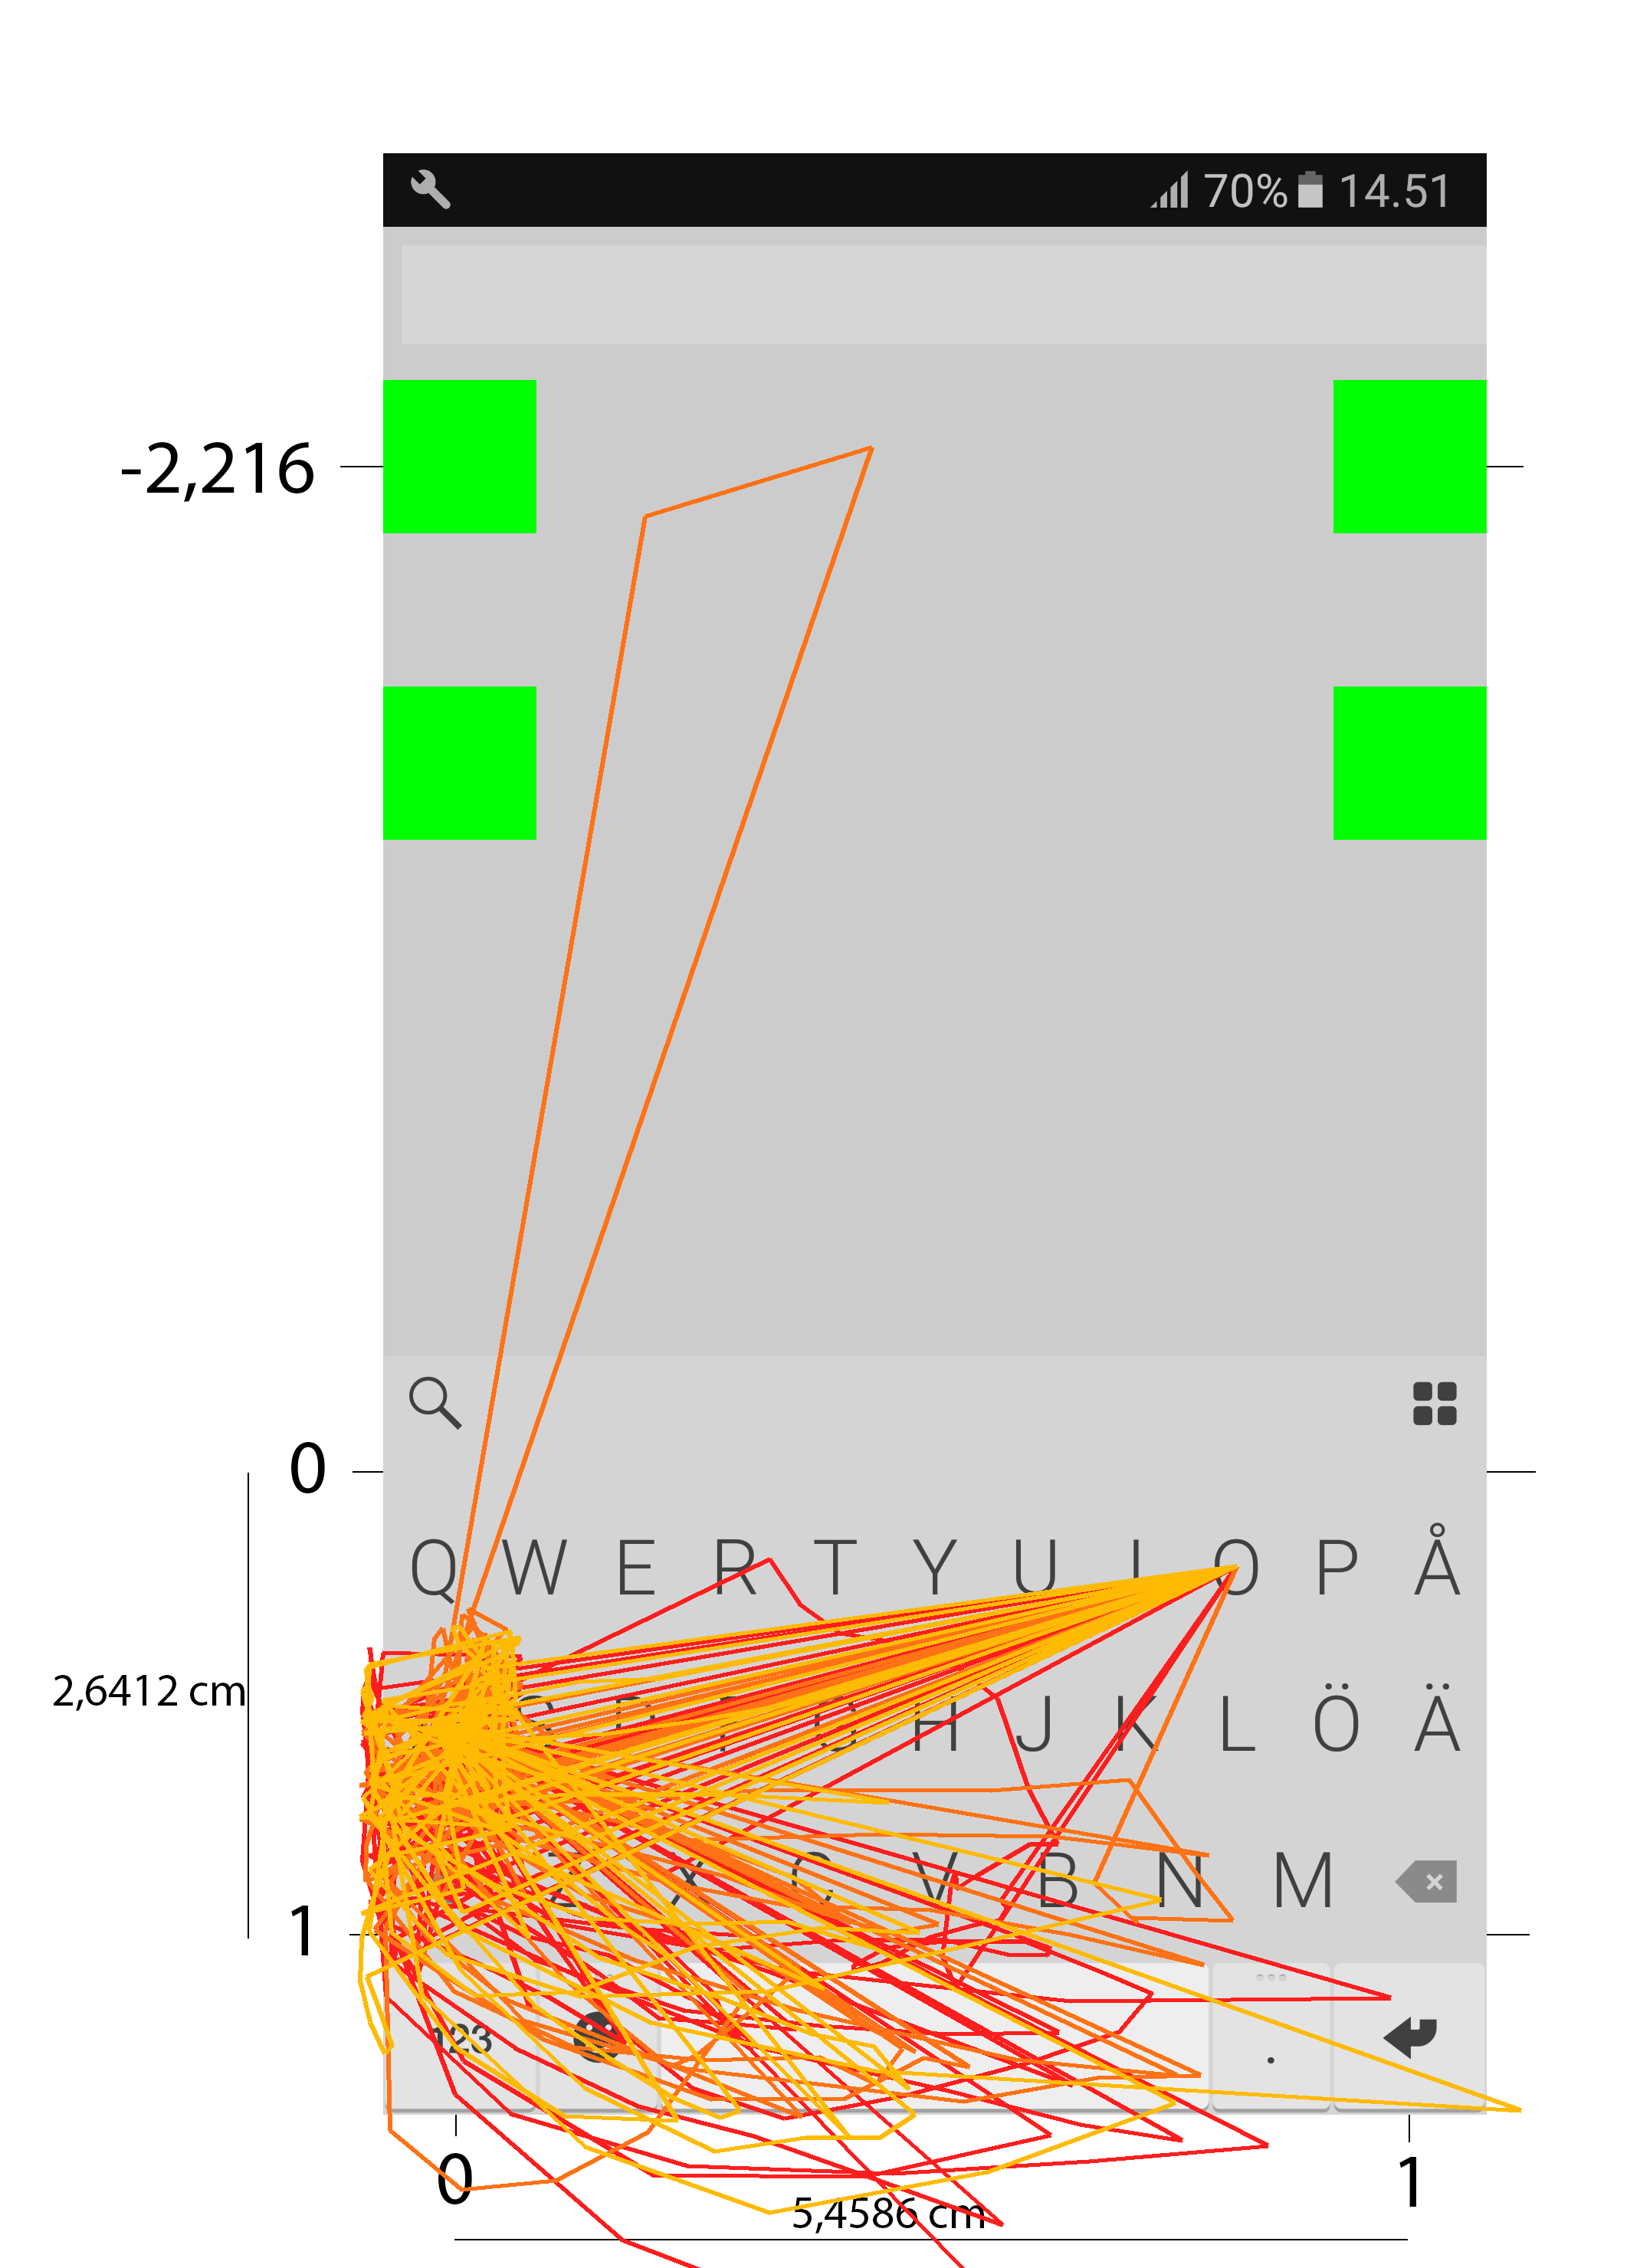 70% 14.51
-2,216
0
Q W E R T Y U I O P Å
2,6412 cm
H J K L Ö Ä
Z X C V B N M
1
123 .
0 1
5,4586 cm